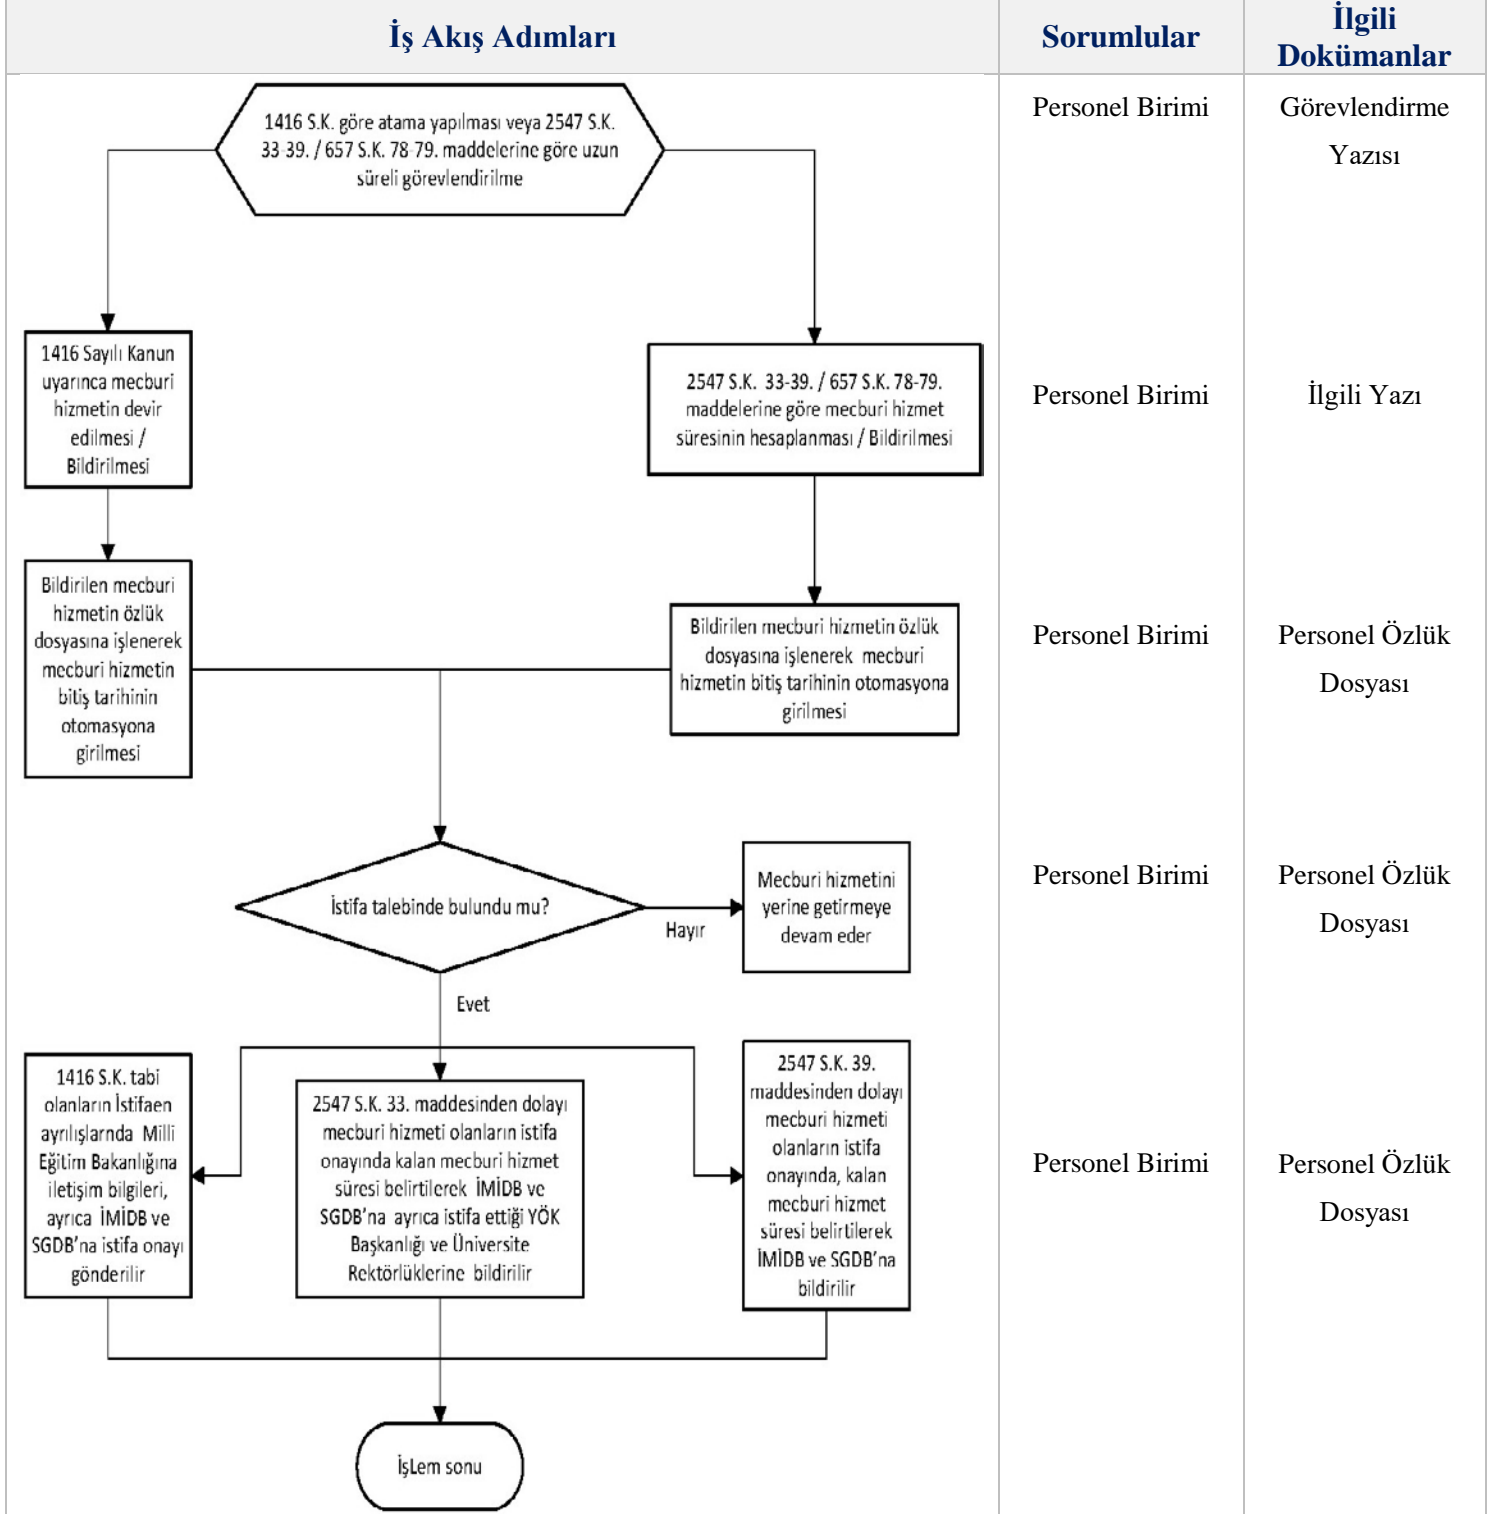 İş Akış Adımları
Sorumlular
İlgili
Dokümanlar
1416 S.K. göre atama yapılması veya 2547 S.K.
33-39. / 657 S.K. 78-79. maddelerine göre uzun
süreli görevlendirilme
Personel Birimi
Görevlendirme
Yazısı
1416 Sayılı Kanun
uyarınca mecburi
hizmetin devir
edilmesi /
Bildirilmesi
2547 S.K. 33-39. / 657 S.K. 78-79.
maddelerine göre mecburi hizmet
süresinin hesaplanması / Bildirilmesi
Personel Birimi
İlgili Yazı
Bildirilen mecburi
hizmetin özlük
dosyasına işlenerek
mecburi hizmetin
bitiş tarihinin
otomasyona
girilmesi
Bildirilen mecburi hizmetin özlük
dosyasına işlenerek mecburi
hizmetin bitiş tarihinin otomasyona
girilmesi
Personel Birimi
Personel Özlük
Dosyası
İstifa talebinde bulundu mu?
Hayır
Mecburi hizmetini
yerine getirmeye
devam eder
Personel Birimi
Personel Özlük
Dosyası
Evet
1416 S.K. tabi
olanların İstifaen
ayrılışlarnda Milli
Eğitim Bakanlığına
iletişim bilgileri,
ayrıca İMİDB ve
SGDB'na istifa onayı
gönderilir
2547 S.K. 33. maddesinden dolayı
mecburi hizmeti olanların istifa
onayında kalan mecburi hizmet
süresi belirtilerek İMİDB ve
SGDB'na ayrıca istifa ettiği YÖK
Başkanlığı ve Üniversite
Rektörlüklerine bildirilir
2547 S.K. 39.
maddesinden dolayı
mecburi hizmeti
olanların istifa
onayında, kalan
mecburi hizmet
süresi belirtilerek
İMİDB ve SGDB'na
bildirilir
Personel Birimi
Personel Özlük
Dosyası
İşLem sonu